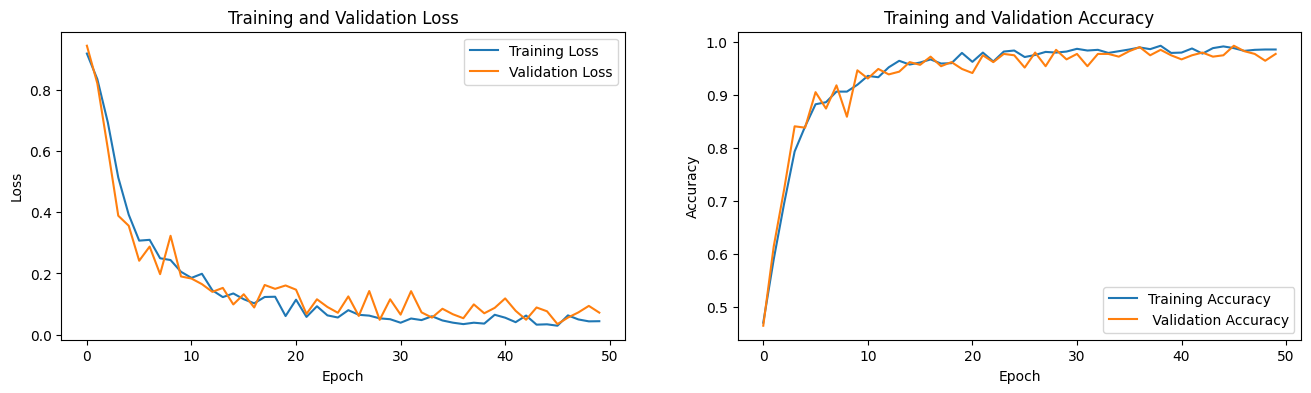 Training and Validation Loss
Training Loss
Validation Loss
0.8
0.6
0.4
0.2
0.0
Loss
0
10
20
30
40
50
Epoch
Training and Validation Accuracy
1.0
0.9
0.8
0.7
0.6
0.5
Accuracy
Training Accuracy
Validation Accuracy
0
10
20
30
40
50
Epoch